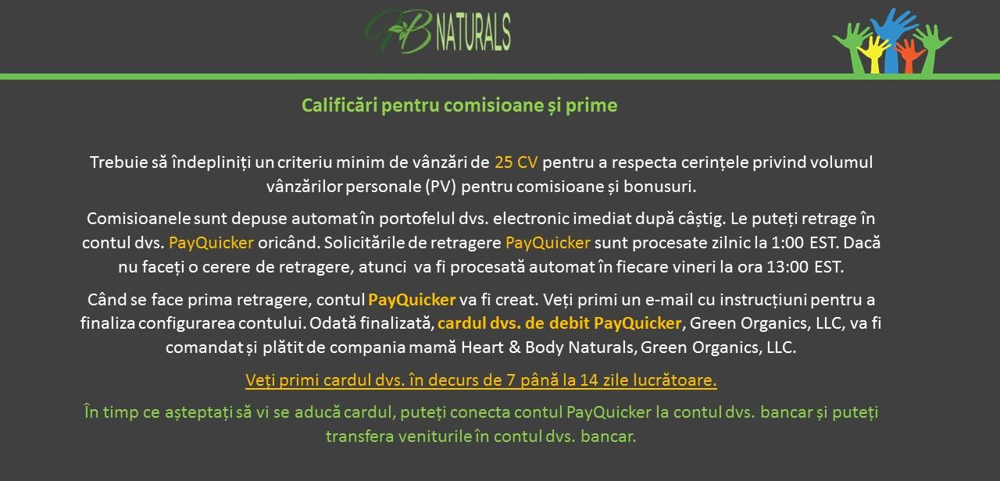 HB NATURALS
Calificări pentru comisioane și prime
Trebuie să îndepliniți un criteriu minim de vânzări de 25 CV pentru a respecta cerințele privind volumul
vânzărilor personale (PV) pentru comisioane și bonusuri.
Comisioanele sunt depuse automat în portofelul dvs. electronic imediat după câștig. Le puteți retrage în
contul dvs. PayQuicker oricând. Solicitările de retragere PayQuicker sunt procesate zilnic la 1:00 EST. Dacă
nu faceți o cerere de retragere, atunci va fi procesată automat în fiecare vineri la ora 13:00 EST.
Când se face prima retragere, contul PayQuicker va fi creat. Veți primi un e-mail cu instrucțiuni pentru a
finaliza configurarea contului. Odată finalizată, cardul dvs. de debit PayQuicker, Green Organics, LLC, va fi
comandat și plătit de compania mamă Heart & Body Naturals, Green Organics, LLC.
Veți primi cardul dvs. în decurs de 7 până la 14 zile lucrătoare.
În timp ce așteptați să vi se aducă cardul, puteți conecta contul PayQuicker la contul dvs. bancar și puteți
transfera veniturile în contul dvs. bancar.